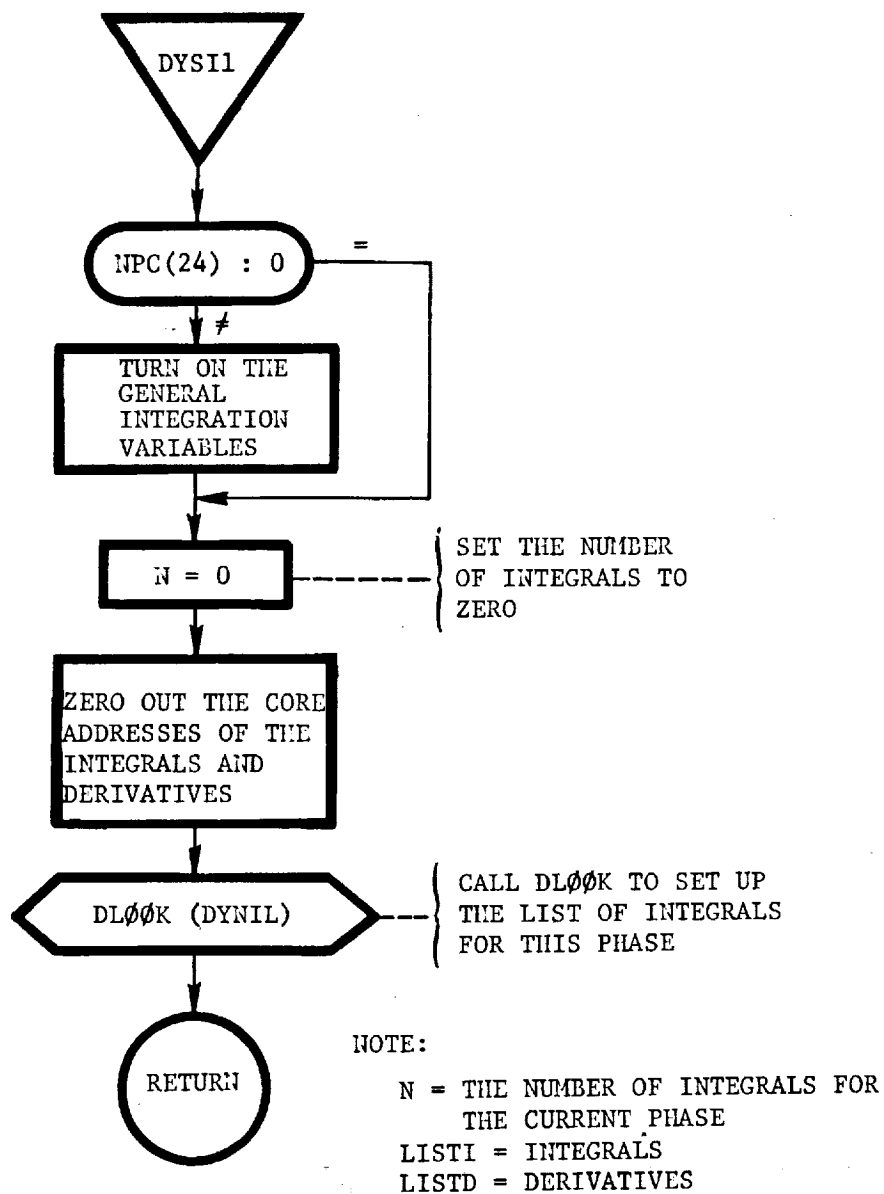 DYSI1
NPC(24) : 0
=
≠
TURN ON THE
GENERAL
INTEGRATION
VARIABLES
N = 0
SET THE NUMBER
OF INTEGRALS TO
ZERO
ZERO OUT THE CORE
ADDRESSES OF THE
INTEGRALS AND
DERIVATIVES
DLØØK (DYNIL)
CALL DLØØK TO SET UP
THE LIST OF INTEGRALS
FOR THIS PHASE
RETURN
NOTE:
N = THE NUMBER OF INTEGRALS FOR
THE CURRENT PHASE
LISTI = INTEGRALS
LISTD = DERIVATIVES